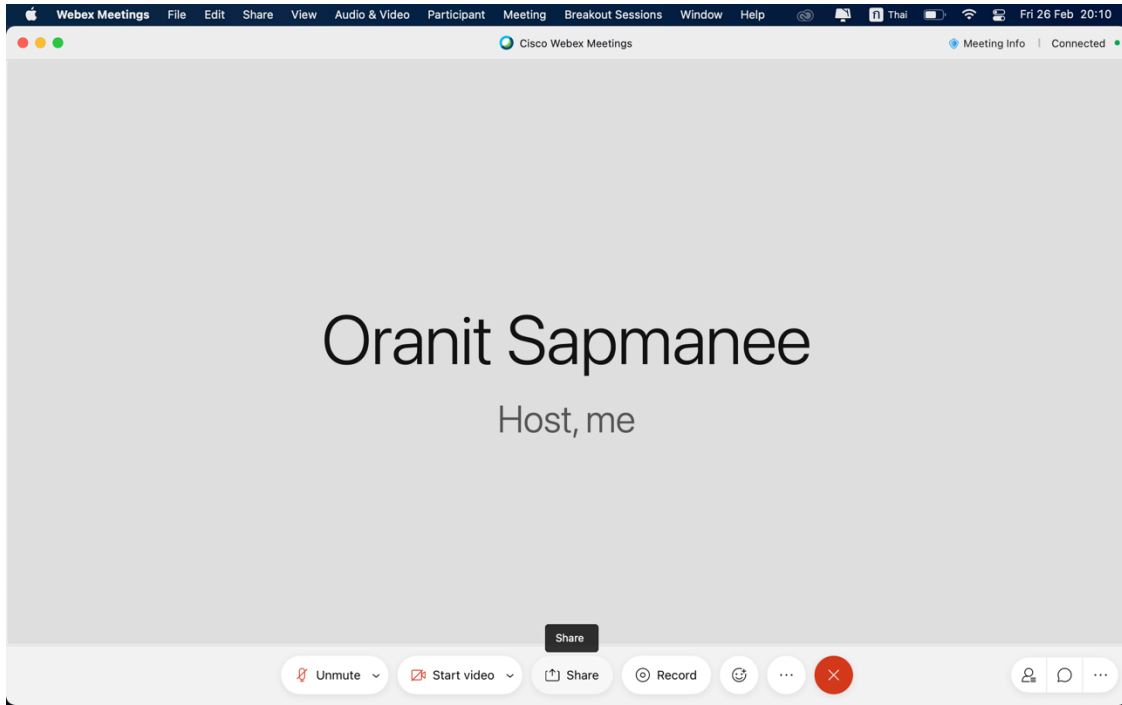 Webex Meetings File Edit Share View Audio & Video Participant Meeting Breakout Sessions Window Help ก Thai Fri 26 Feb 20:10
Cisco Webex Meetings Meeting Info | Connected
Oranit Sapmanee
Host, me
Share
Unmute Start video Share Record